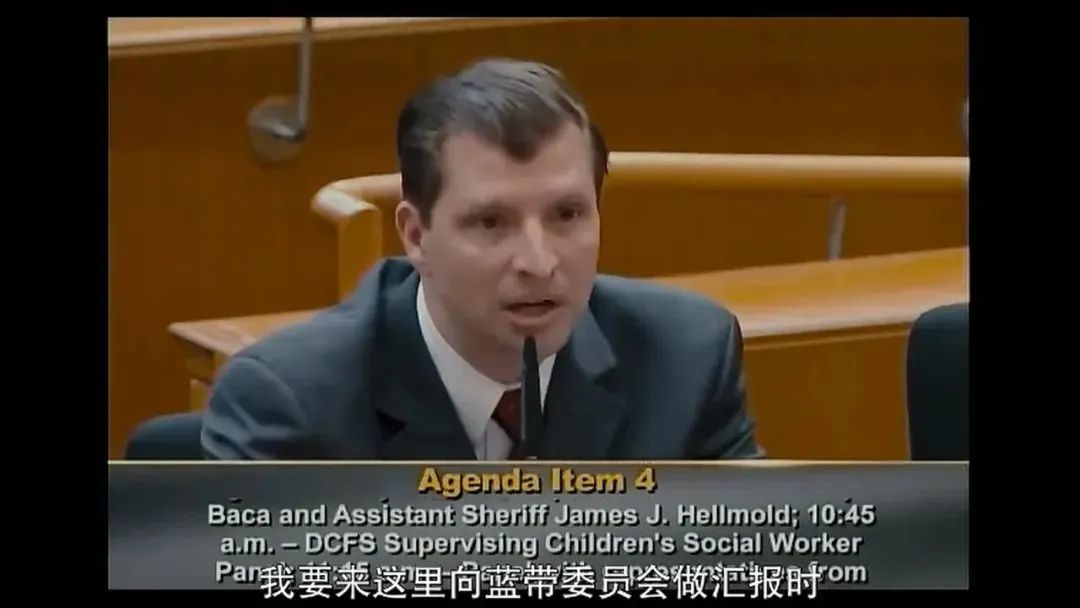 Agenda Item 4
Baca and Assistant Sheriff James J. Hellmold; 10:45
a.m. – DCFS Supervising Children's Social Worker
from
我要来这里向蓝带委员会做汇报时